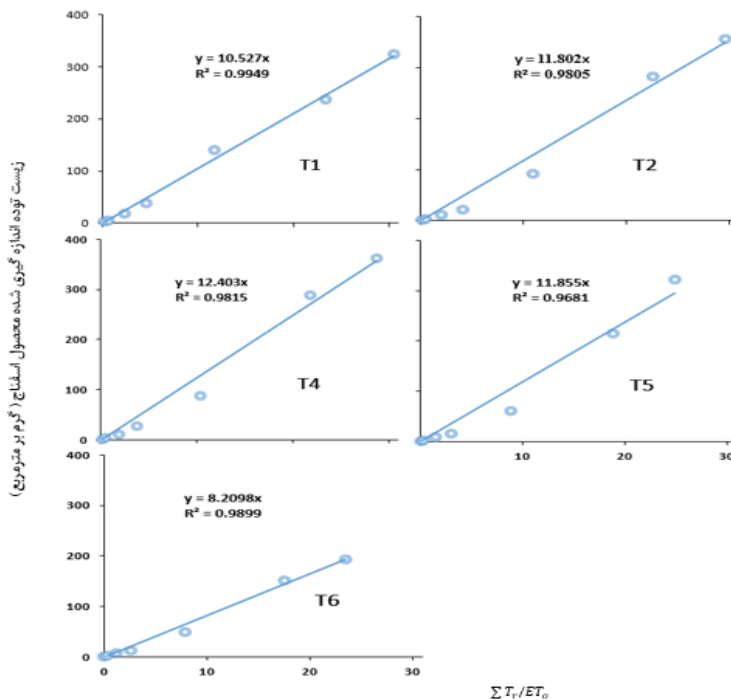 زیست توده اندازه گیری شده محصول اسفناج ( گرم بر مترمربع)
400
300
200
100
0
y = 10.527x
R² = 0.9949
T1
y = 11.802x
R² = 0.9805
T2
400
300
200
100
0
y = 12.403x
R² = 0.9815
T4
y = 11.855x
R² = 0.9681
T5
10
20
30
400
300
200
100
0
y = 8.2098x
R² = 0.9899
T6
0
10
20
30
∑ Tr/ETo